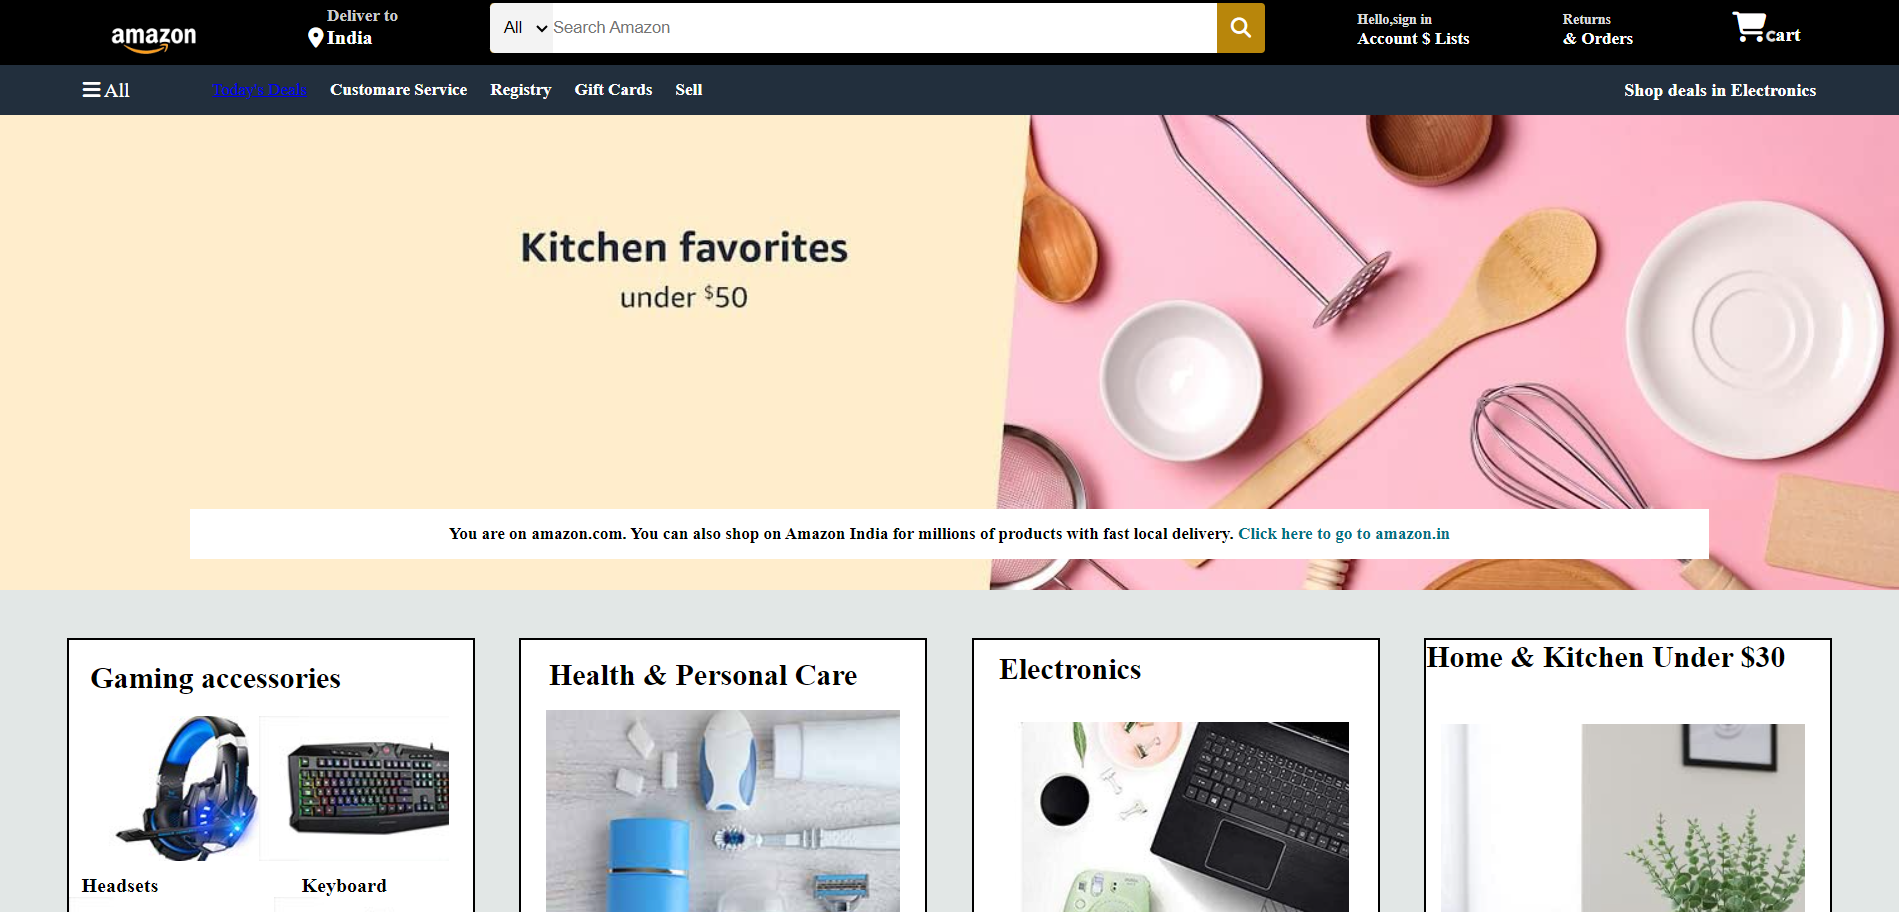 amazon
Deliver to
India
All
Search Amazon
Hello,sign in
Account $ Lists
Returns
& Orders
cart
All
Today's Deals
Customare Service
Registry
Gift Cards
Sell
Shop deals in Electronics
Kitchen favorites
under $50
You are on amazon.com. You can also shop on Amazon India for millions of products with fast local delivery. Click here to go to amazon.in
Gaming accessories
Health & Personal Care
Electronics
Home & Kitchen Under $30
Headsets
Keyboard